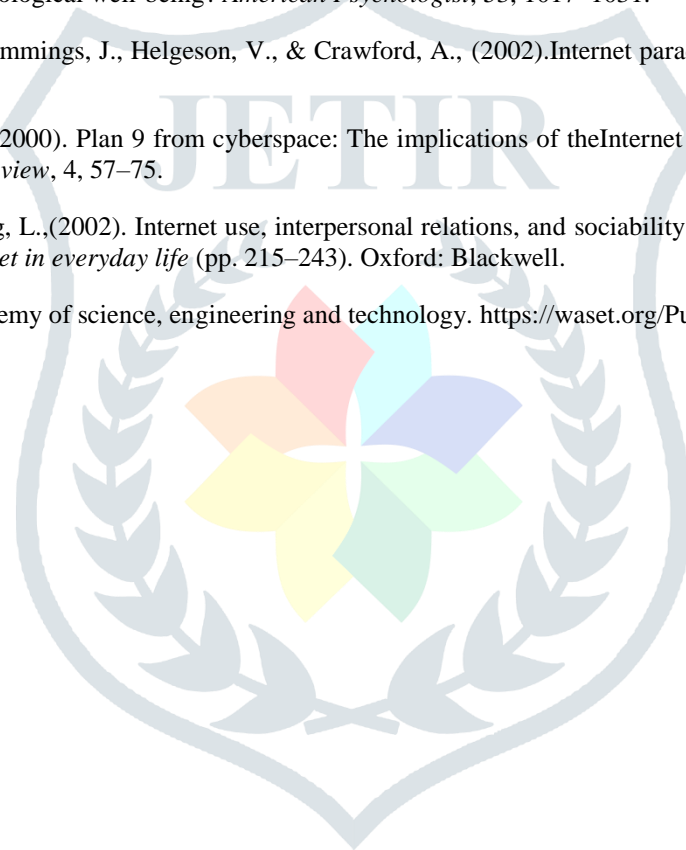 ological well-being? American Psychologist, 53, 1017–1031.
mmings, J., Helgeson, V., & Crawford, A., (2002).Internet para
2000). Plan 9 from cyberspace: The implications of theInternet
view, 4, 57–75.
JETIR
g, L.,(2002). Internet use, interpersonal relations, and sociability
et in everyday life (pp. 215–243). Oxford: Blackwell.
emy of science, engineering and technology. https://waset.org/Pu